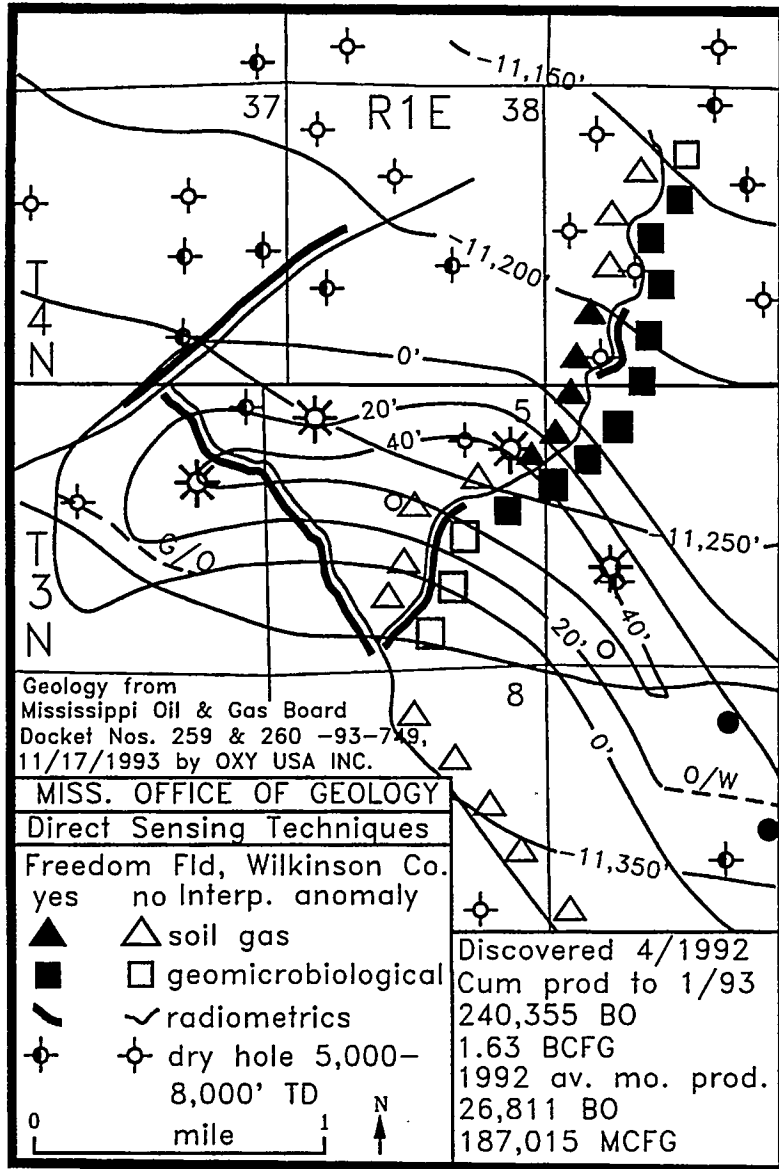 -11,150'
37 R1E 38
-11,200'
T
4
N
0'
20'
5
40'
-11,250'
G/O
T
3
N
40'
20'
8
0'
O/W
-11,350'
Geology from
Mississippi Oil & Gas Board
Docket Nos. 259 & 260 -93-749,
11/17/1993 by OXY USA INC.
MISS. OFFICE OF GEOLOGY
Direct Sensing Techniques
Freedom Fld, Wilkinson Co.
yes no Interp. anomaly
soil gas
geomicrobiological
radiometrics
dry hole 5,000-
8,000' TD
0 mile 1
N
Discovered 4/1992
Cum prod to 1/93
240,355 BO
1.63 BCFG
1992 av. mo. prod.
26,811 BO
187,015 MCFG